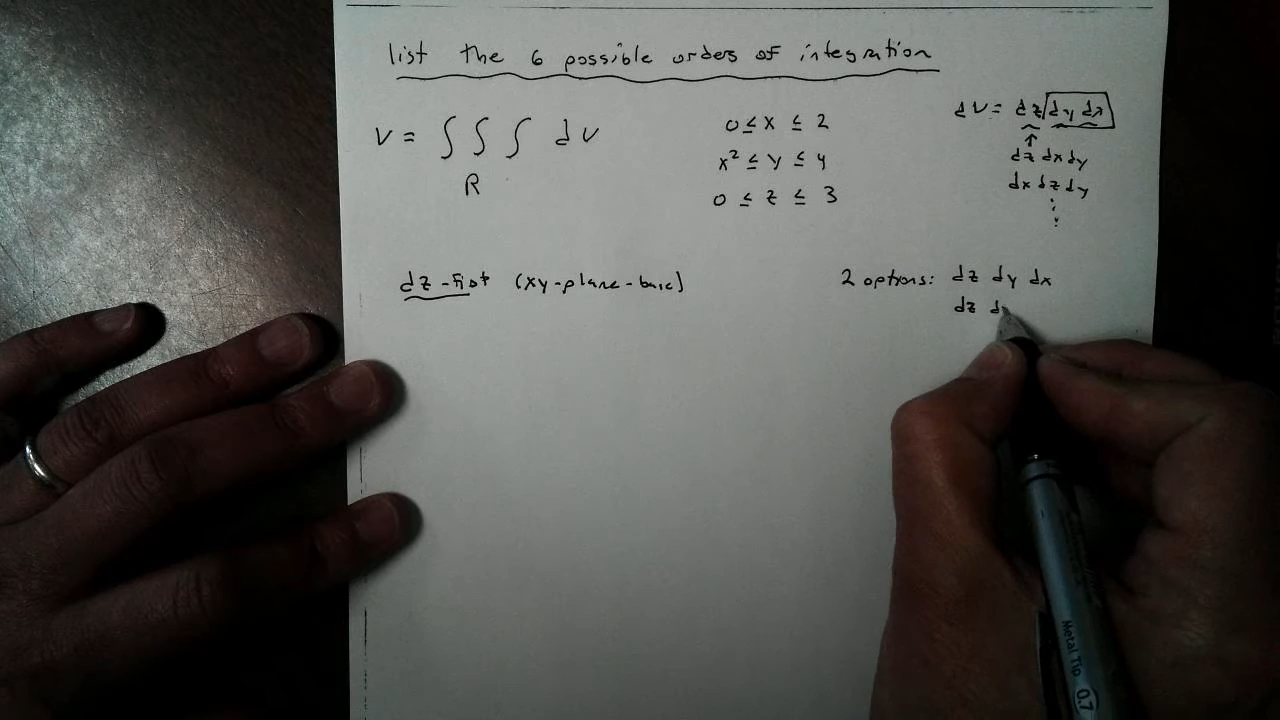 list the 6 possible orders of integration
V = ∫ ∫ ∫ dV
R
0 ≤ x ≤ 2
x² ≤ y ≤ 4
0 ≤ z ≤ 3
dV = dz dy dx
↑
dz dx dy
dx dz dy
⋮
dz - first (xy-plane-base)
2 options: dz dy dx
dz d
Metal Tip 0.7